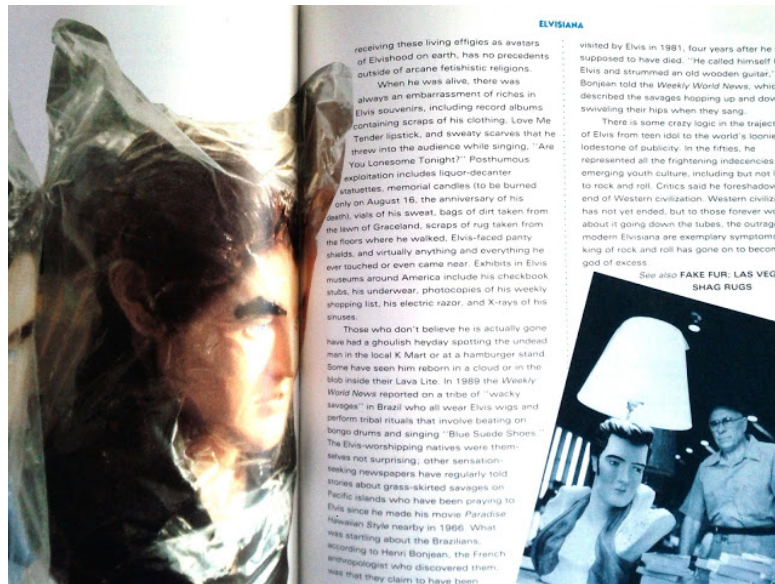 ELVISIANA
receiving these living effigies as avatars
of Elvishood on earth, has no precedents
outside of arcane fetishistic religions.
When he was alive, there was
always an embarrassment of riches in
Elvis souvenirs, including record albums
containing scraps of his clothing, Love Me
Tender lipstick, and sweaty scarves that he
threw into the audience while singing, "Are
You Lonesome Tonight?" Posthumous
exploitation includes liquor-decanter
statuettes, memorial candles (to be burned
only on August 16, the anniversary of his
death), vials of his sweat, bags of dirt taken from
the lawn of Graceland, scraps of rug taken from
the floors where he walked, Elvis-faced panty
shields, and virtually anything and everything he
ever touched or even came near. Exhibits in Elvis
museums around America include his checkbook
stubs, his underwear, photocopies of his weekly
shopping list, his electric razor, and X-rays of his
sinuses.
Those who don't believe he is actually gone
have had a ghoulish heyday spotting the undead
man in the local K Mart or at a hamburger stand.
Some have seen him reborn in a cloud or in the
blob inside their Lava Lite. In 1989 the Weekly
World News reported on a tribe of "wacky
savages" in Brazil who all wear Elvis wigs and
perform tribal rituals that involve beating on
bongo drums and singing "Blue Suede Shoes."
The Elvis-worshipping natives were them-
selves not surprising; other sensation-
seeking newspapers have regularly told
stories about grass-skirted savages on
Pacific islands who have been praying to
Elvis since he made his movie Paradise
Hawaiian Style nearby in 1966. What
was startling about the Brazilians,
according to Henri Bonjean, the French
anthropologist who discovered them,
was that they claim to have been
visited by Elvis in 1981, four years after he
supposed to have died. "He called himself
Elvis and strummed an old wooden guitar,"
Bonjean told the Weekly World News, whic
described the savages hopping up and dow
swiveling their hips when they sang.
There is some crazy logic in the traject
of Elvis from teen idol to the world's loonie
lodestone of publicity. In the fifties, he
represented all the frightening indecencies
emerging youth culture, including but not l
to rock and roll. Critics said he foreshadow
end of Western civilization. Western civiliz
has not yet ended, but to those forever wo
about it going down the tubes, the outrag
modern Elvisiana are exemplary symptoms
king of rock and roll has gone on to becom
god of excess.
See also FAKE FUR; LAS VEG
SHAG RUGS